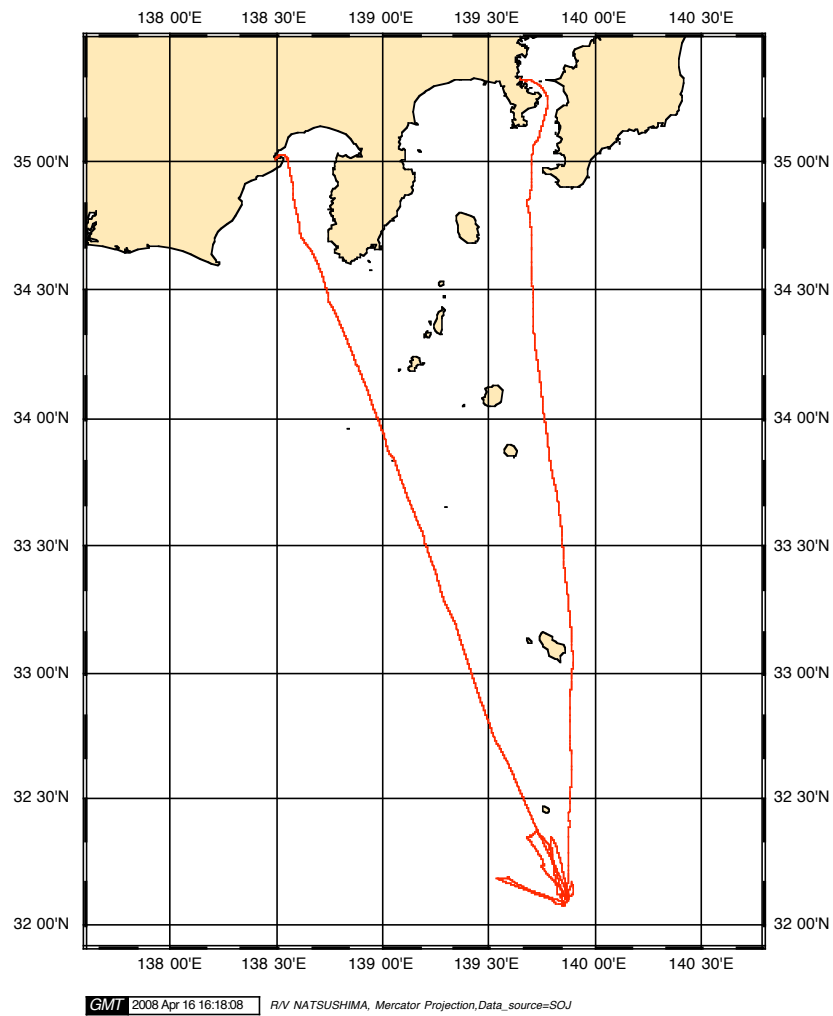 138 00'E 138 30'E 139 00'E 139 30'E 140 00'E 140 30'E
35 00'N 35 00'N
34 30'N 34 30'N
34 00'N 34 00'N
33 30'N 33 30'N
33 00'N 33 00'N
32 30'N 32 30'N
32 00'N 32 00'N
138 00'E 138 30'E 139 00'E 139 30'E 140 00'E 140 30'E
GMT 2008 Apr 16 16:18:08 R/V NATSUSHIMA, Mercator Projection,Data_source=SOJ